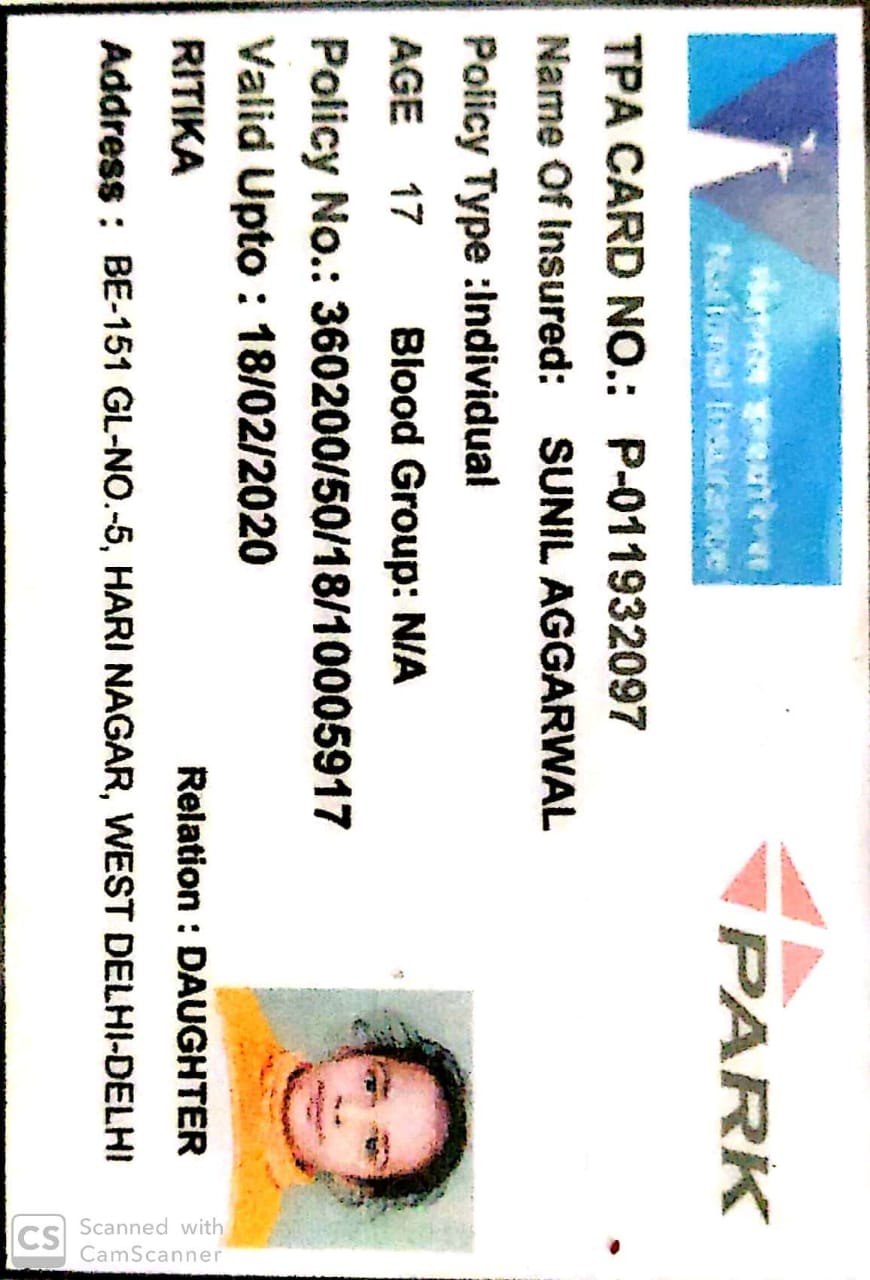 National Insurance
PARK
TPA CARD NO.: P-011932097
Name Of Insured: SUNIL AGGARWAL
Policy Type :Individual
AGE 17 Blood Group: N/A
Policy No.: 360200/50/18/10005917
Valid Upto : 18/02/2020
RITIKA Relation : DAUGHTER
Address : BE-151 GL-NO.-5, HARI NAGAR, WEST DELHI-DELHI
CS Scanned with
CamScanner